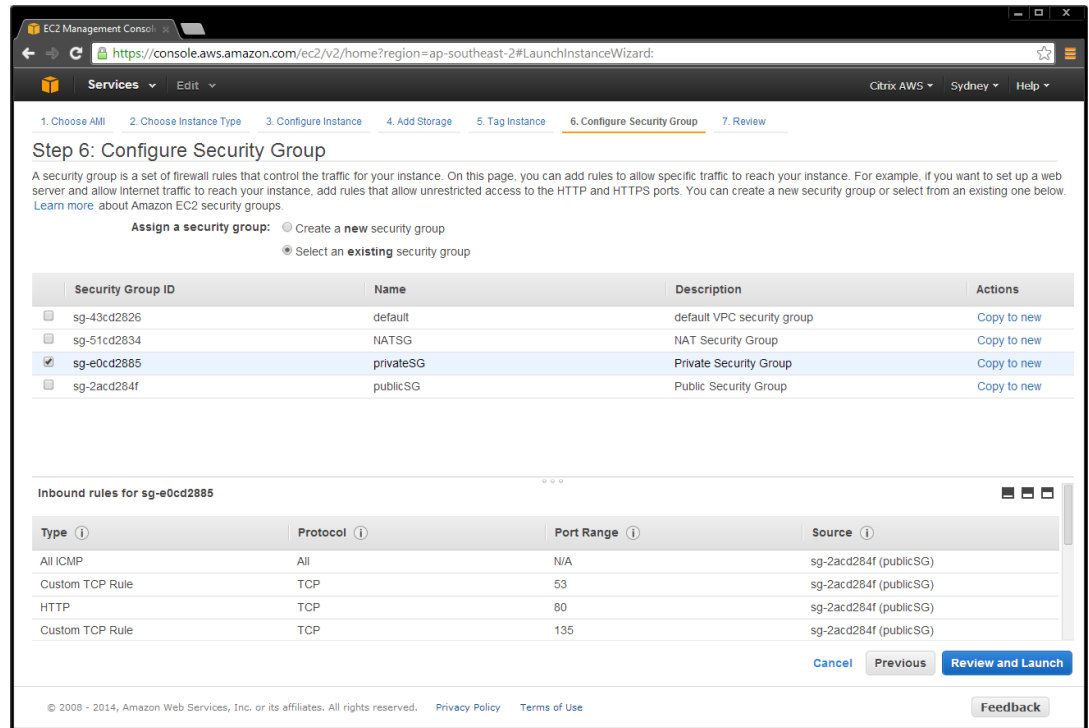 EC2 Management Consol
https://console.aws.amazon.com/ec2/v2/home?region=ap-southeast-2#LaunchInstanceWizard:
Services Edit Citrix AWS Sydney Help
1. Choose AMI 2. Choose Instance Type 3. Configure Instance 4. Add Storage 5. Tag Instance 6. Configure Security Group 7. Review
Step 6: Configure Security Group
A security group is a set of firewall rules that control the traffic for your instance. On this page, you can add rules to allow specific traffic to reach your instance. For example, if you want to set up a web
server and allow Internet traffic to reach your instance, add rules that allow unrestricted access to the HTTP and HTTPS ports. You can create a new security group or select from an existing one below.
Learn more about Amazon EC2 security groups.
Assign a security group: Create a new security group
Select an existing security group
Security Group ID Name Description Actions
sg-43cd2826 default default VPC security group Copy to new
sg-51cd2834 NATSG NAT Security Group Copy to new
sg-e0cd2885 privateSG Private Security Group Copy to new
sg-2acd284f publicSG Public Security Group Copy to new
Inbound rules for sg-e0cd2885
Type i Protocol i Port Range i Source i
All ICMP All N/A sg-2acd284f (publicSG)
Custom TCP Rule TCP 53 sg-2acd284f (publicSG)
HTTP TCP 80 sg-2acd284f (publicSG)
Custom TCP Rule TCP 135 sg-2acd284f (publicSG)
Cancel Previous Review and Launch
© 2008 - 2014, Amazon Web Services, Inc. or its affiliates. All rights reserved. Privacy Policy Terms of Use Feedback